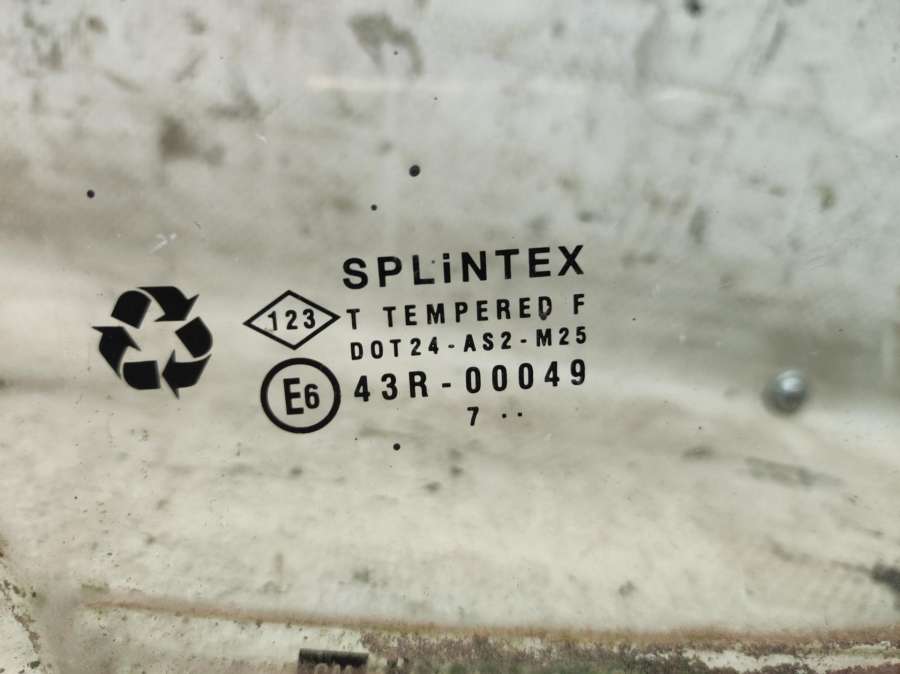 SPLiNTEX
123 T TEMPERED F
DOT24-AS2-M25
E6 43R-00049
7 ..